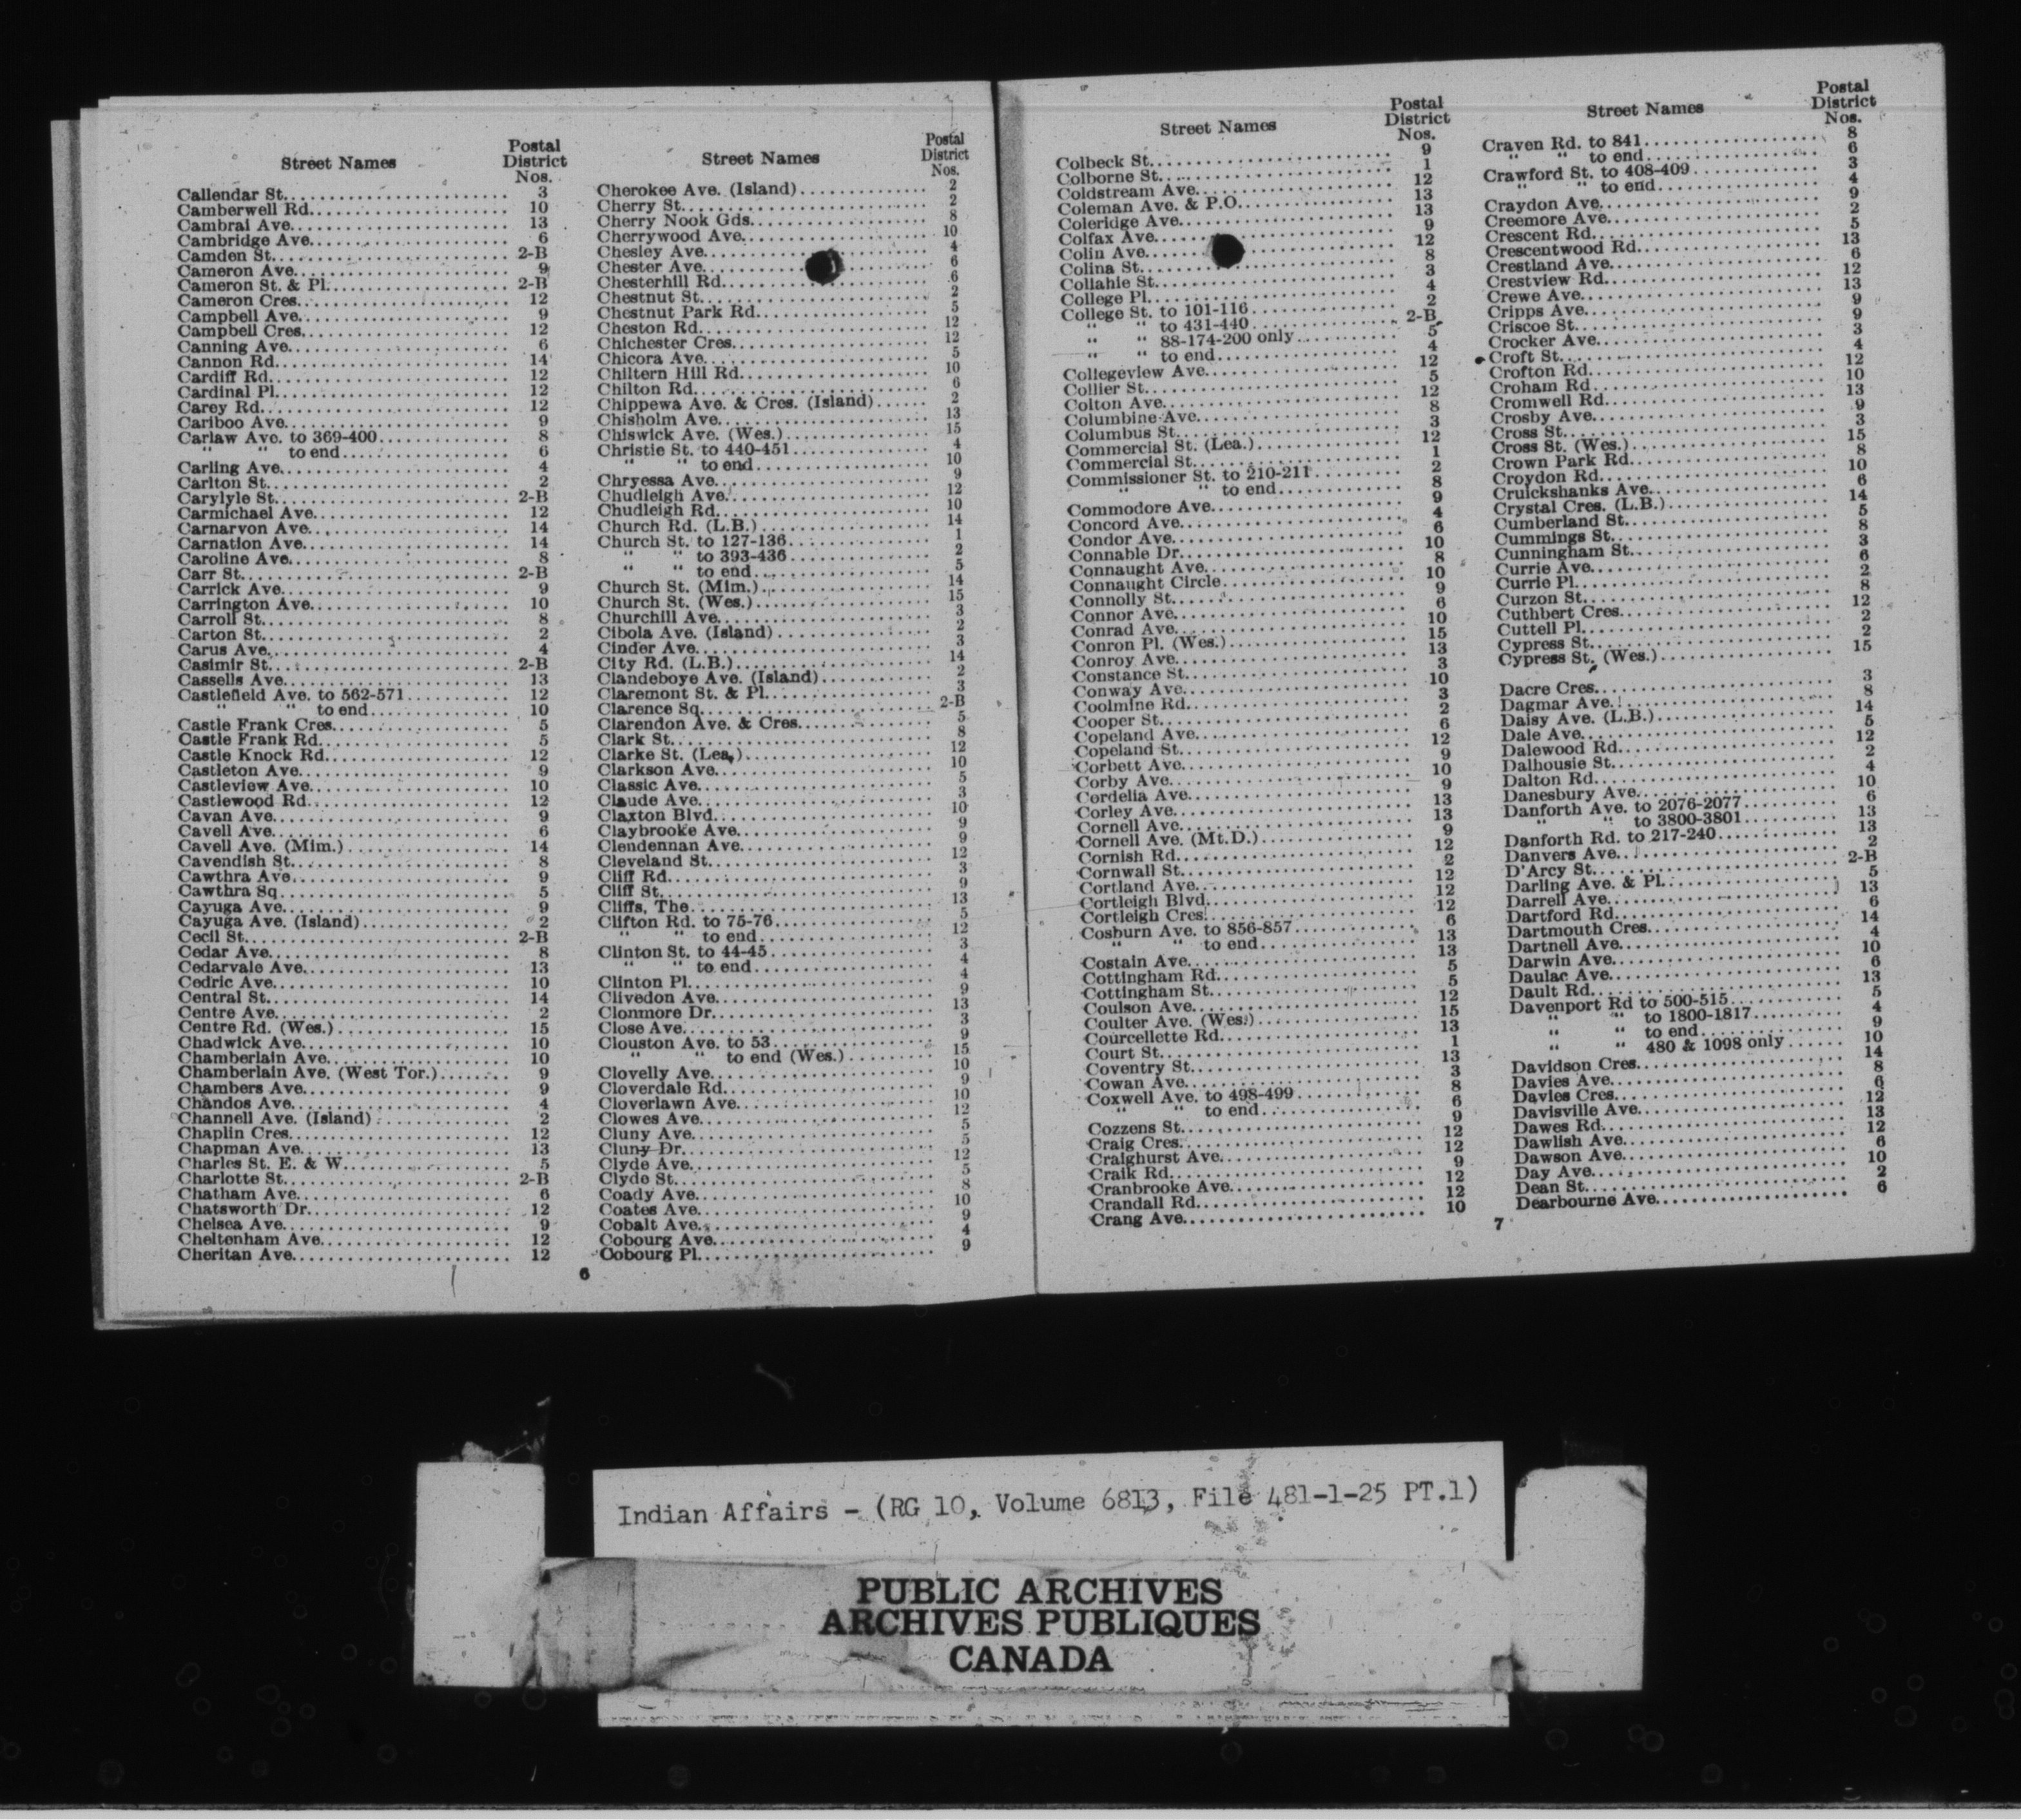 Street Names Postal District Nos.
Callendar St. 3
Camberwell Rd. 10
Cambrai Ave. 13
Cambridge Ave. 6
Camden St. 2-B
Cameron Ave. 9
Cameron St. & Pl. 2-B
Cameron Cres. 12
Campbell Ave. 9
Campbell Cres. 12
Canning Ave. 6
Cannon Rd. 14
Cardiff Rd. 12
Cardinal Pl. 12
Carey Rd. 12
Cariboo Ave. 9
Carlaw Ave. to 369-400 8
" " to end 6
Carling Ave. 4
Carlton St. 2
Carylyle St. 2-B
Carmichael Ave. 12
Carnarvon Ave. 14
Carnation Ave. 14
Caroline Ave. 8
Carr St. 2-B
Carrick Ave. 9
Carrington Ave. 10
Carroll St. 8
Carton St. 2
Carus Ave. 4
Casimir St. 2-B
Cassells Ave. 13
Castlefield Ave. to 562-571 12
" " to end 10
Castle Frank Cres. 5
Castle Frank Rd. 5
Castle Knock Rd. 12
Castleton Ave. 9
Castleview Ave. 10
Castlewood Rd. 12
Cavan Ave. 9
Cavell Ave. 6
Cavell Ave. (Mim.) 14
Cavendish St. 8
Cawthra Ave. 9
Cawthra Sq. 5
Cayuga Ave. 9
Cayuga Ave. (Island) 2
Cecil St. 2-B
Cedar Ave. 8
Cedarvale Ave. 13
Cedric Ave. 10
Central St. 14
Centre Ave. 2
Centre Rd. (Wes.) 15
Chadwick Ave. 10
Chamberlain Ave. 10
Chamberlain Ave. (West Tor.) 9
Chambers Ave. 9
Chandos Ave. 4
Channell Ave. (Island) 2
Chaplin Cres. 12
Chapman Ave. 13
Charles St. E. & W. 5
Charlotte St. 2-B
Chatham Ave. 6
Chatsworth Dr. 12
Chelsea Ave. 9
Cheltenham Ave. 12
Cheritan Ave. 12
Street Names Postal District Nos.
Cherokee Ave. (Island) 2
Cherry St. 2
Cherry Nook Gds. 8
Cherrywood Ave. 10
Chesley Ave. 4
Chester Ave. 6
Chesterhill Rd. 6
Chestnut St. 2
Chestnut Park Rd. 5
Cheston Rd. 12
Chichester Cres. 12
Chicora Ave. 5
Chiltern Hill Rd. 10
Chilton Rd. 6
Chippewa Ave. & Cres. (Island) 2
Chisholm Ave. 13
Chiswick Ave. (Wes.) 15
Christie St. to 440-451 4
" " to end 10
Chryessa Ave. 9
Chudleigh Ave. 12
Chudleigh Rd. 10
Church Rd. (L.B.) 14
Church St. to 127-136 1
" " to 393-436 2
" " to end 5
Church St. (Mim.) 14
Church St. (Wes.) 15
Churchill Ave. 3
Cibola Ave. (Island) 2
Cinder Ave. 3
City Rd. (L.B.) 14
Clandeboye Ave. (Island) 2
Claremont St. & Pl. 3
Clarence Sq. 2-B
Clarendon Ave. & Cres. 5
Clark St. 8
Clarke St. (Lea.) 12
Clarkson Ave. 10
Classic Ave. 5
Claude Ave. 3
Claxton Blvd. 10
Claybrooke Ave. 9
Clendennan Ave. 9
Cleveland St. 12
Cliff Rd. 3
Cliff St. 9
Cliffs, The 13
Clifton Rd. to 75-76 5
" " to end 12
Clinton St. to 44-45 3
" " to end 4
Clinton Pl. 4
Clivedon Ave. 9
Clonmore Dr. 13
Close Ave. 3
Clouston Ave. to 53 9
" " to end (Wes.) 15
Clovelly Ave. 10
Cloverdale Rd. 9
Cloverlawn Ave. 10
Clowes Ave. 12
Cluny Ave. 5
Cluny Dr. 5
Clyde Ave. 12
Clyde St. 5
Coady Ave. 8
Coates Ave. 10
Cobalt Ave. 9
Cobourg Ave. 4
Cobourg Pl. 9
6
Street Names Postal District Nos.
Colbeck St. 9
Colborne St. 1
Coldstream Ave. 12
Coleman Ave. & P.O. 13
Coleridge Ave. 13
Colfax Ave. 9
Colin Ave. 12
Colina St. 8
Collahie St. 3
College Pl. 4
College St. to 101-116 2
" " to 431-440 2-B
" " 88-174-200 only 5
" " to end 4
Collegeview Ave. 12
Collier St. 5
Colton Ave. 12
Columbine Ave. 8
Columbus St. 3
Commercial St. (Lea.) 12
Commercial St. 1
Commissioner St. to 210-211 2
" " to end 8
Commodore Ave. 9
Concord Ave. 4
Condor Ave. 6
Connable Dr. 10
Connaught Ave. 8
Connaught Circle 10
Connolly St. 9
Connor Ave. 6
Conrad Ave. 10
Conron Pl. (Wes.) 15
Conroy Ave. 13
Constance St. 3
Conway Ave. 10
Coolmine Rd. 3
Cooper St. 2
Copeland Ave. 6
Copeland St. 12
Corbett Ave. 9
Corby Ave. 10
Cordelia Ave. 9
Corley Ave. 13
Cornell Ave. 13
Cornell Ave. (Mt.D.) 9
Cornish Rd. 12
Cornwall St. 2
Cortland Ave. 12
Cortleigh Blvd. 12
Cortleigh Cres. 12
Cosburn Ave. to 856-857 6
" " to end 13
Costain Ave. 13
Cottingham Rd. 5
Cottingham St. 5
Coulson Ave. 12
Coulter Ave. (Wes.) 15
Courcellette Rd. 13
Court St. 1
Coventry St. 13
Cowan Ave. 3
Coxwell Ave. to 498-499 8
" " to end 6
Cozzens St. 9
Craig Cres. 12
Craighurst Ave. 12
Craik Rd. 9
Cranbrooke Ave. 12
Crandall Rd. 12
Crang Ave. 10
Street Names Postal District Nos.
Craven Rd. to 841 8
" " to end 6
Crawford St. to 408-409 3
" " to end 4
Craydon Ave. 9
Creemore Ave. 2
Crescent Rd. 5
Crescentwood Rd. 13
Crestland Ave. 6
Crestview Rd. 12
Crewe Ave. 13
Cripps Ave. 9
Criscoe St. 9
Crocker Ave. 3
Croft St. 4
Crofton Rd. 12
Croham Rd. 10
Cromwell Rd. 13
Crosby Ave. 9
Cross St. 3
Cross St. (Wes.) 15
Crown Park Rd. 8
Croydon Rd. 10
Cruickshanks Ave. 6
Crystal Cres. (L.B.) 14
Cumberland St. 5
Cummings St. 8
Cunningham St. 3
Currie Ave. 6
Currie Pl. 2
Curzon St. 8
Cuthbert Cres. 12
Cuttell Pl. 2
Cypress St. 2
Cypress St. (Wes.) 15
Dacre Cres. 3
Dagmar Ave. 8
Daisy Ave. (L.B.) 14
Dale Ave. 5
Dalewood Rd. 12
Dalhousie St. 2
Dalton Rd. 4
Danesbury Ave. 10
Danforth Ave. to 2076-2077 6
" " to 3800-3801 13
Danforth Rd. to 217-240 13
Danvers Ave. 2
D'Arcy St. 2-B
Darling Ave. & Pl. 5
Darrell Ave. 13
Dartford Rd. 6
Dartmouth Cres. 14
Dartnell Ave. 4
Darwin Ave. 10
Daulac Ave. 6
Dault Rd. 13
Davenport Rd to 500-515 5
" " to 1800-1817 4
" " to end 9
" " 480 & 1098 only 10
Davidson Cres. 14
Davies Ave. 8
Davies Cres. 6
Davisville Ave. 12
Dawes Rd. 13
Dawlish Ave. 12
Dawson Ave. 6
Day Ave. 10
Dean St. 2
Dearbourne Ave. 6
7
Indian Affairs - (RG 10, Volume 6813, File 481-1-25 PT.1)
PUBLIC ARCHIVES
ARCHIVES PUBLIQUES
CANADA